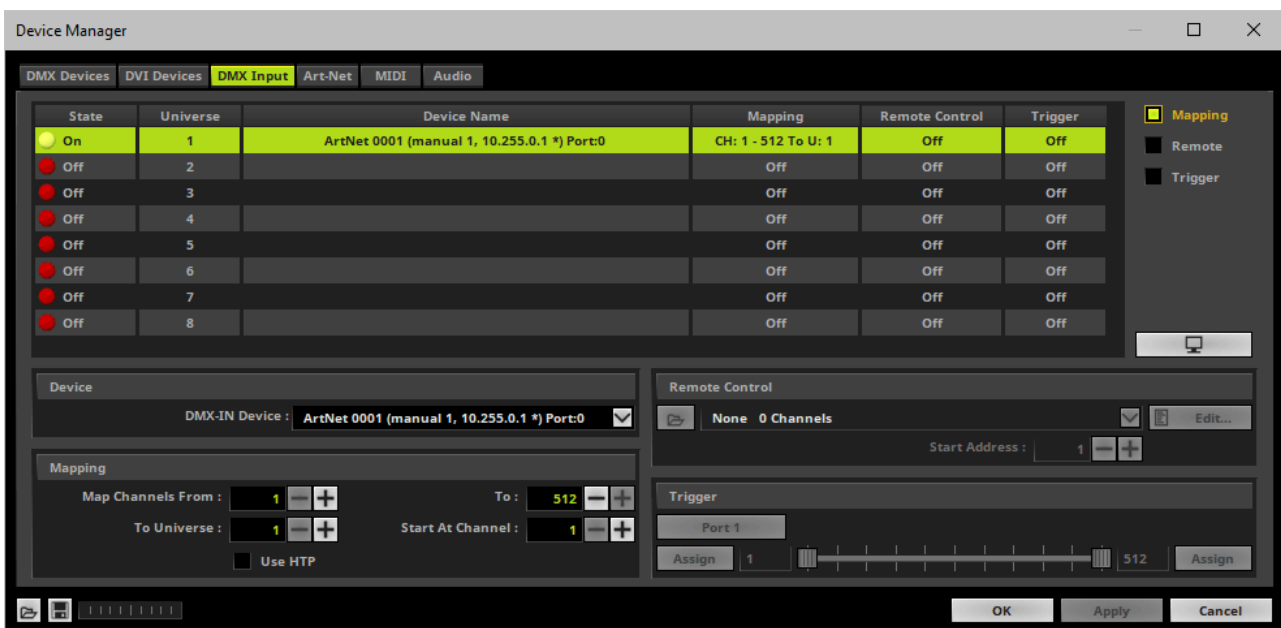 Device Manager
DMX Devices DVI Devices DMX Input Art-Net MIDI Audio
State Universe Device Name Mapping Remote Control Trigger
On 1 ArtNet 0001 (manual 1, 10.255.0.1 *) Port:0 CH: 1 - 512 To U: 1 Off Off
Off 2 Off Off Off
Off 3 Off Off Off
Off 4 Off Off Off
Off 5 Off Off Off
Off 6 Off Off Off
Off 7 Off Off Off
Off 8 Off Off Off
Mapping
Remote
Trigger
Device
DMX-IN Device : ArtNet 0001 (manual 1, 10.255.0.1 *) Port:0
Mapping
Map Channels From : 1 To : 512
To Universe : 1 Start At Channel : 1
Use HTP
Remote Control
None 0 Channels Edit...
Start Address : 1
Trigger
Port 1
Assign 1 512 Assign
OK Apply Cancel